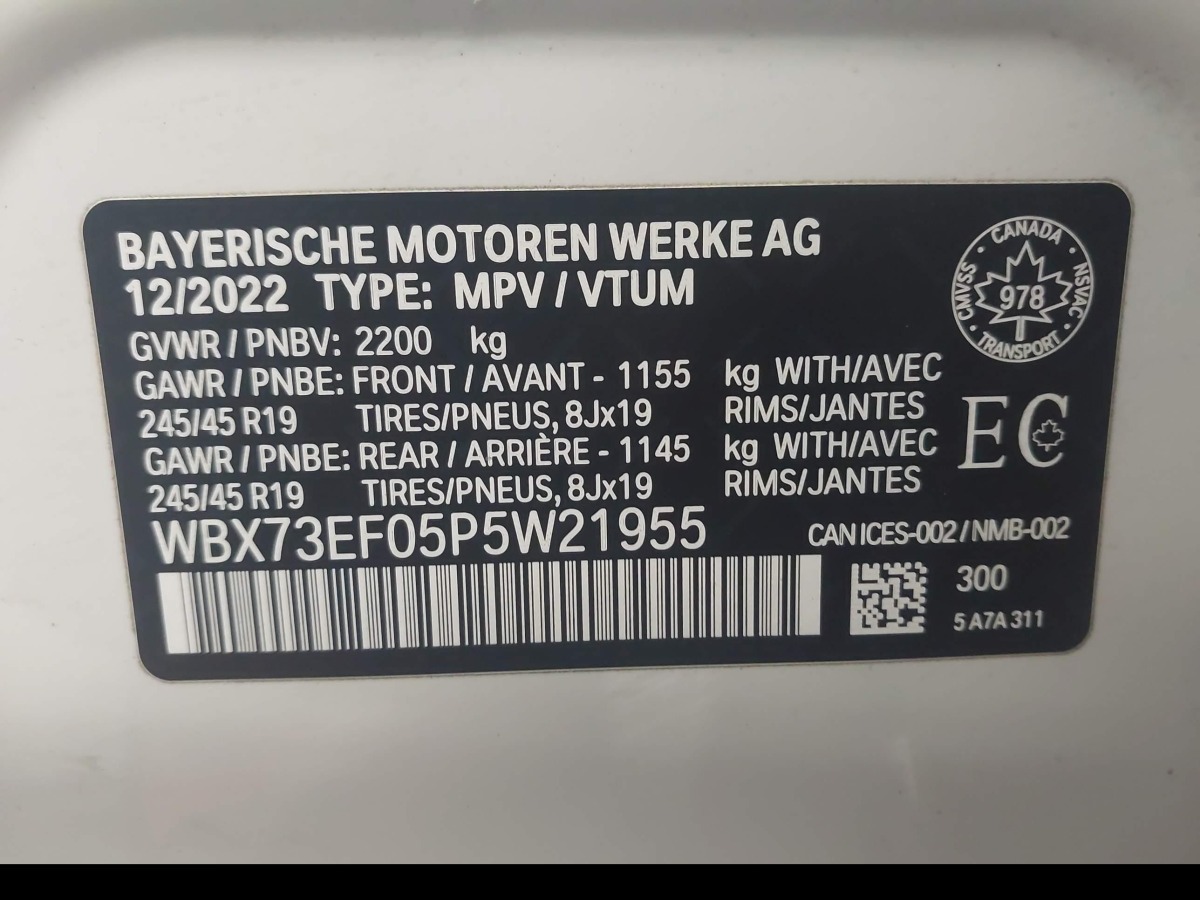 BAYERISCHE MOTOREN WERKE AG
12/2022 TYPE: MPV / VTUM
GVWR / PNBV: 2200 kg
GAWR / PNBE: FRONT / AVANT - 1155 kg WITH/AVEC
245/45 R19 TIRES/PNEUS, 8Jx19 RIMS/JANTES
GAWR / PNBE: REAR / ARRIÈRE - 1145 kg WITH/AVEC
245/45 R19 TIRES/PNEUS, 8Jx19 RIMS/JANTES
WBX73EF05P5W21955
CANADA
CMVSS · NSVAC
978
TRANSPORT
EC
CAN ICES-002 / NMB-002
300
5 A7A 311